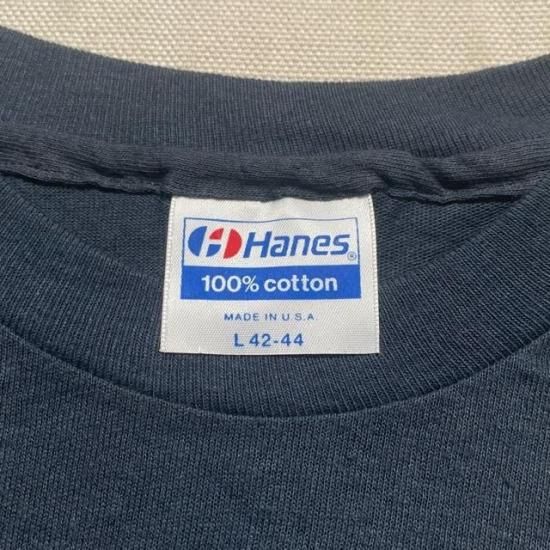 Hanes®
100% cotton
MADE IN U.S.A.
L 42-44